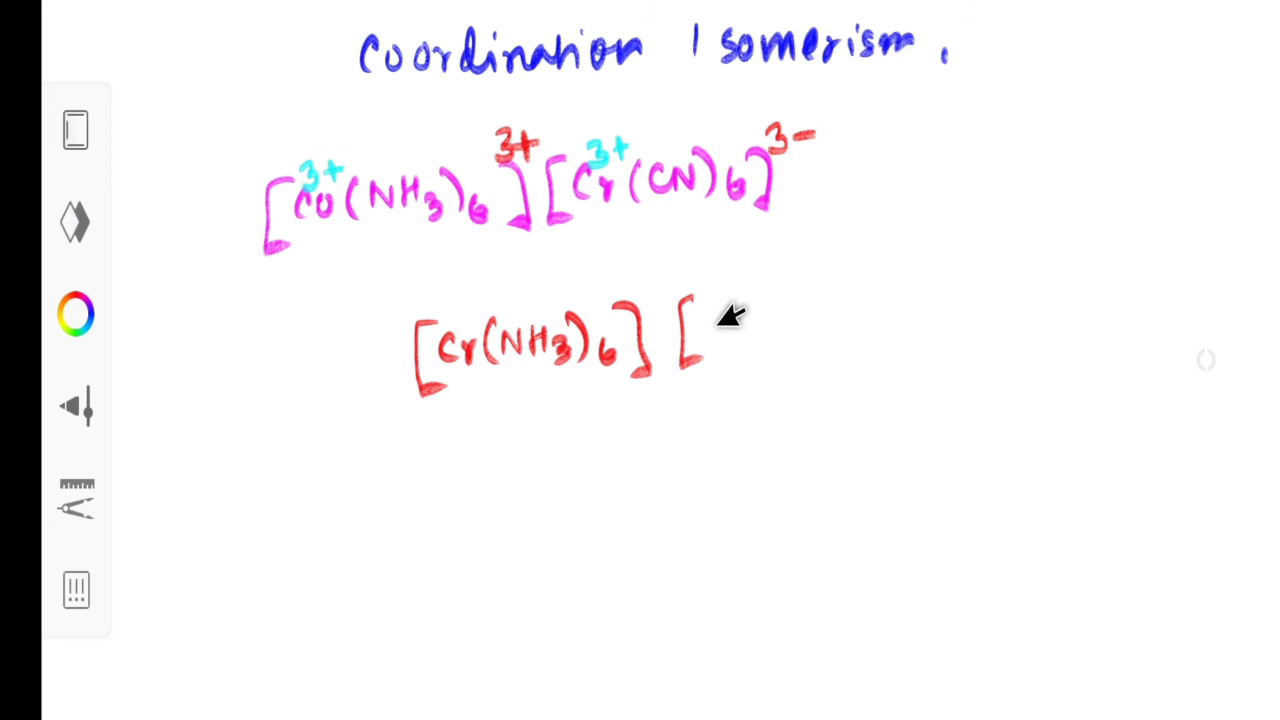 Coordination Isomerism.
[Co³⁺(NH₃)₆]³⁺[Cr³⁺(CN)₆]³⁻
[Cr(NH₃)₆] [